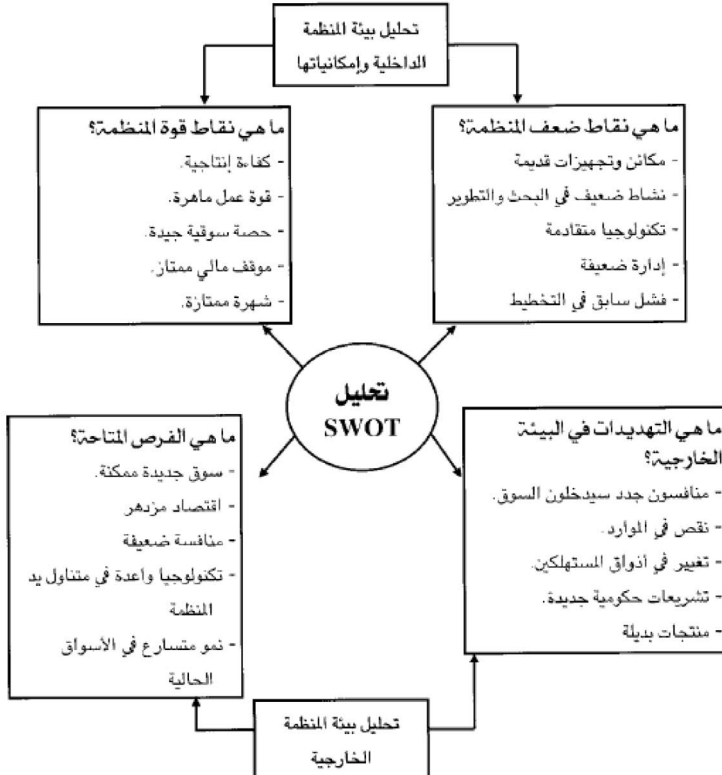 تحليل بيئة المنظمة
الداخلية وإمكانياتها
ما هي نقاط ضعف المنظمة؟
- مكائن وتجهيزات قديمة
- نشاط ضعيف في البحث والتطوير
- تكنولوجيا متقادمة
- إدارة ضعيفة
- فشل سابق في التخطيط
ما هي نقاط قوة المنظمة؟
- كفاءة إنتاجية.
- قوة عمل ماهرة.
- حصة سوقية جيدة.
- موقف مالي ممتاز.
- شهرة ممتازة.
تحليل
SWOT
ما هي التهديدات في البيئة
الخارجية؟
- منافسون جدد سيدخلون السوق.
- نقص في الموارد.
- تغيير في أذواق المستهلكين.
- تشريعات حكومية جديدة.
- منتجات بديلة
ما هي الفرص المتاحة؟
- سوق جديدة ممكنة.
- اقتصاد مزدهر
- منافسة ضعيفة
- تكنولوجيا واعدة في متناول يد
المنظمة
- نمو متسارع في الأسواق
الحالية
تحليل بيئة المنظمة
الخارجية